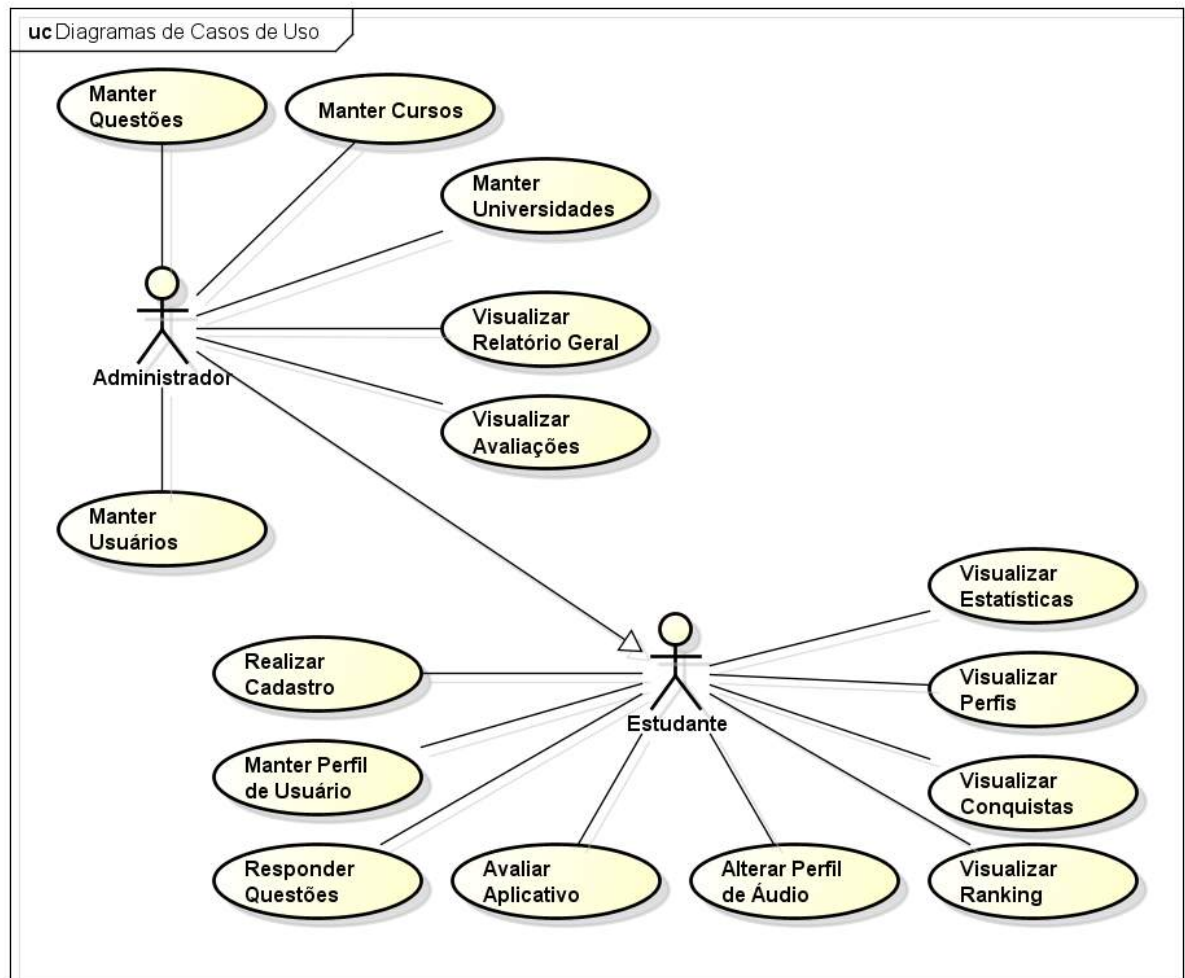 uc Diagramas de Casos de Uso
Manter
Questões
Manter Cursos
Manter
Universidades
Visualizar
Relatório Geral
Administrador
Visualizar
Avaliações
Manter
Usuários
Visualizar
Estatísticas
Realizar
Cadastro
Visualizar
Perfis
Estudante
Manter Perfil
de Usuário
Visualizar
Conquistas
Responder
Questões
Avaliar
Aplicativo
Alterar Perfil
de Áudio
Visualizar
Ranking